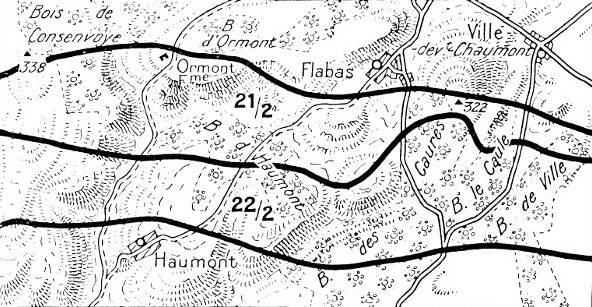 Bois de
Consenvoye
338
B
d'Ormont
Ormont
Fme
Flabas
Ville
-dev-Chaumont
322
21/2
B d'Haumont
22/2
Haumont
B. des Caures
B. le Caule
B. de Ville